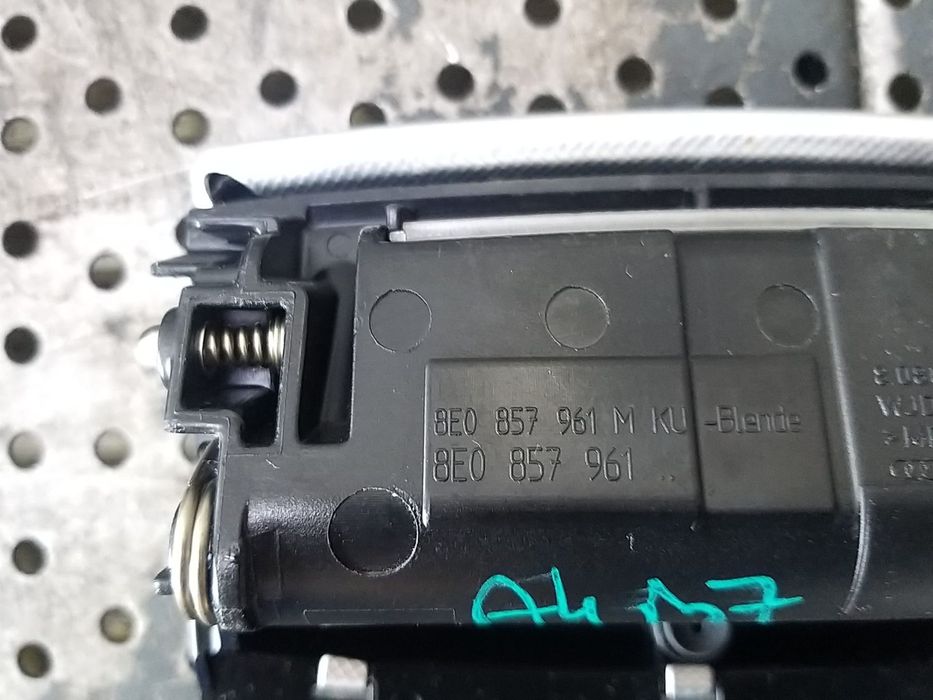 8E0 857 961 M KU -Blende
8E0 857 961 ..
A4 B7